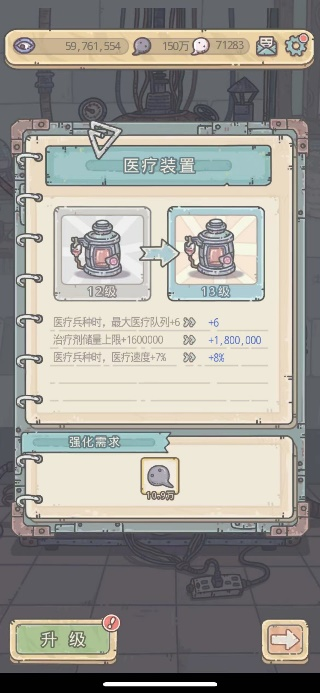 59,761,554 150万 71283
医疗装置
12级 13级
医疗兵种时，最大医疗队列+6 +6
治疗剂储量上限+1600000 +1,800,000
医疗兵种时，医疗速度+7% +8%
强化需求
10.9万
升级